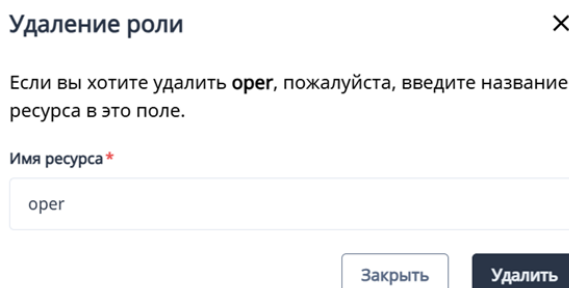 Удаление роли
Если вы хотите удалить oper, пожалуйста, введите название
ресурса в это поле.
Имя ресурса*
oper
Закрыть
Удалить